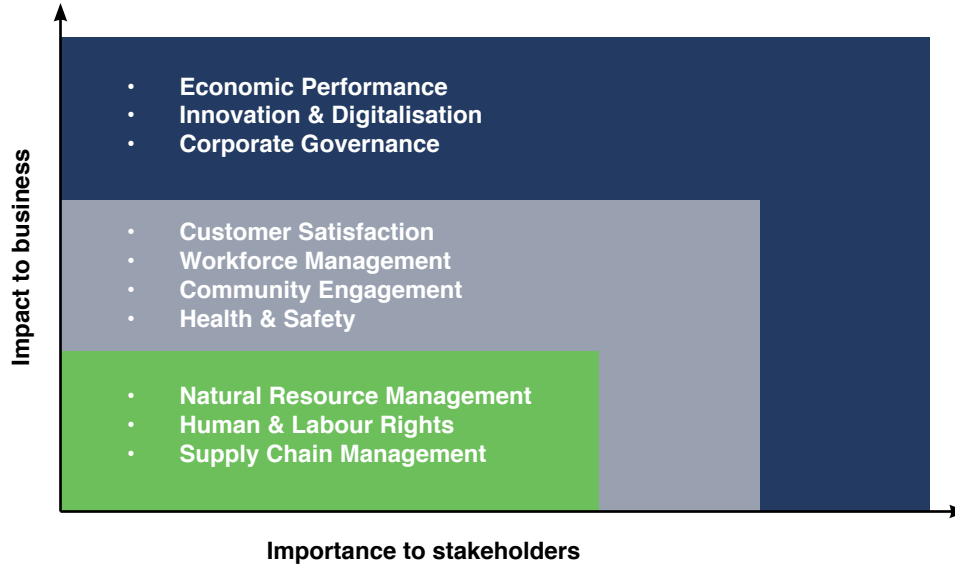 Impact to business
• Economic Performance
• Innovation & Digitalisation
• Corporate Governance
• Customer Satisfaction
• Workforce Management
• Community Engagement
• Health & Safety
• Natural Resource Management
• Human & Labour Rights
• Supply Chain Management
Importance to stakeholders